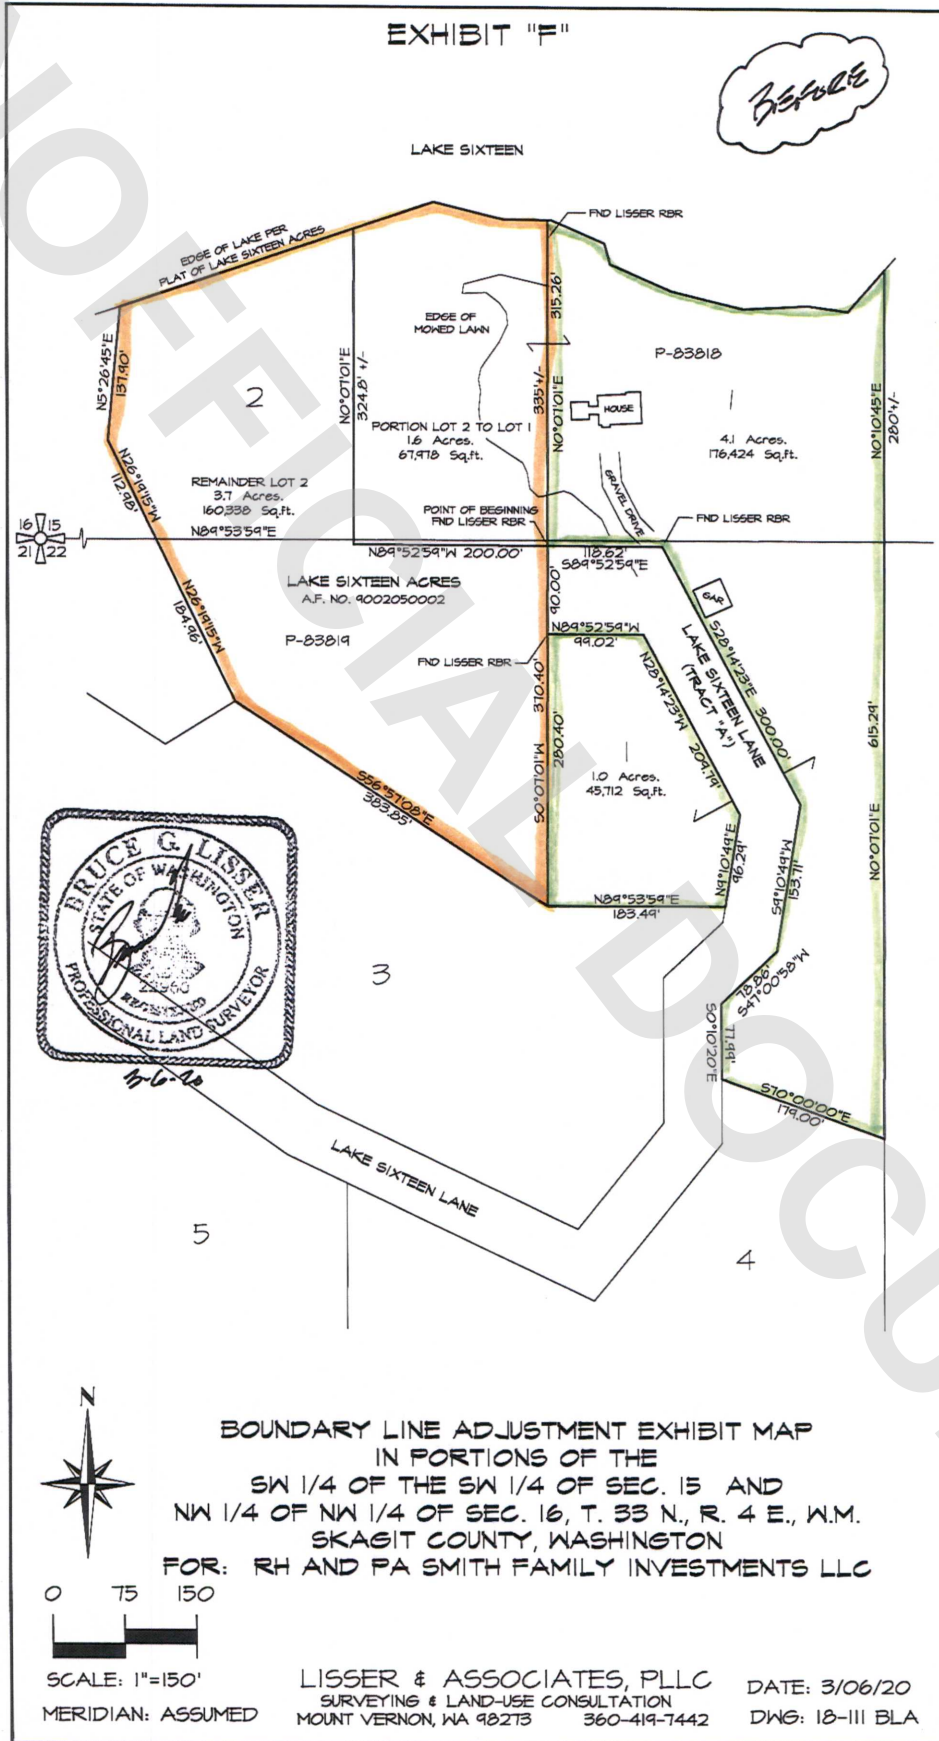 EXHIBIT "F"
BEFORE
LAKE SIXTEEN
FND LISSER RBR
EDGE OF LAKE PER
PLAT OF LAKE SIXTEEN ACRES
N5°26'45"E
137.90'
2
N0°07'01"E
324.8' +/-
EDGE OF
MOWED LAWN
315.26'
335'+/-
N0°07'01"E
P-83818
HOUSE
1
4.1 Acres.
176,424 Sq.ft.
N0°10'45"E
280'+/-
PORTION LOT 2 TO LOT 1
1.6 Acres.
67,978 Sq.ft.
N26°19'15"W
112.98'
REMAINDER LOT 2
3.7 Acres.
160,338 Sq.ft.
GRAVEL DRIVE
POINT OF BEGINNING
FND LISSER RBR
FND LISSER RBR
16 15
21 22
N89°53'59"E
N89°52'59"W 200.00'
118.62'
S89°52'59"E
LAKE SIXTEEN ACRES
A.F. NO. 9002050002
90.00'
GAR
N26°19'15"W
184.96'
P-83819
N89°52'59"W
99.02'
FND LISSER RBR
S28°14'23"E 300.00'
LAKE SIXTEEN LANE
(TRACT "A")
N28°14'23"W 209.79'
S0°07'01"W 370.40'
280.40'
1
1.0 Acres.
45,712 Sq.ft.
N0°07'01"E 615.29'
S56°57'08"E
383.85'
N9°10'49"E
96.29'
S9°10'49"W
153.71'
N89°53'59"E
183.49'
BRUCE G. LISSER
STATE OF WASHINGTON
22960
REGISTERED
PROFESSIONAL LAND SURVEYOR
3-6-20
3
78.86'
S47°00'58"W
S0°10'20"E
77.99'
S70°00'00"E
179.00'
LAKE SIXTEEN LANE
5
4
N
BOUNDARY LINE ADJUSTMENT EXHIBIT MAP
IN PORTIONS OF THE
SW 1/4 OF THE SW 1/4 OF SEC. 15 AND
NW 1/4 OF NW 1/4 OF SEC. 16, T. 33 N., R. 4 E., W.M.
SKAGIT COUNTY, WASHINGTON
FOR: RH AND PA SMITH FAMILY INVESTMENTS LLC
0 75 150
SCALE: 1"=150'
MERIDIAN: ASSUMED
LISSER & ASSOCIATES, PLLC
SURVEYING & LAND-USE CONSULTATION
MOUNT VERNON, WA 98273 360-419-7442
DATE: 3/06/20
DWG: 18-111 BLA
UNOFFICIAL DOCU